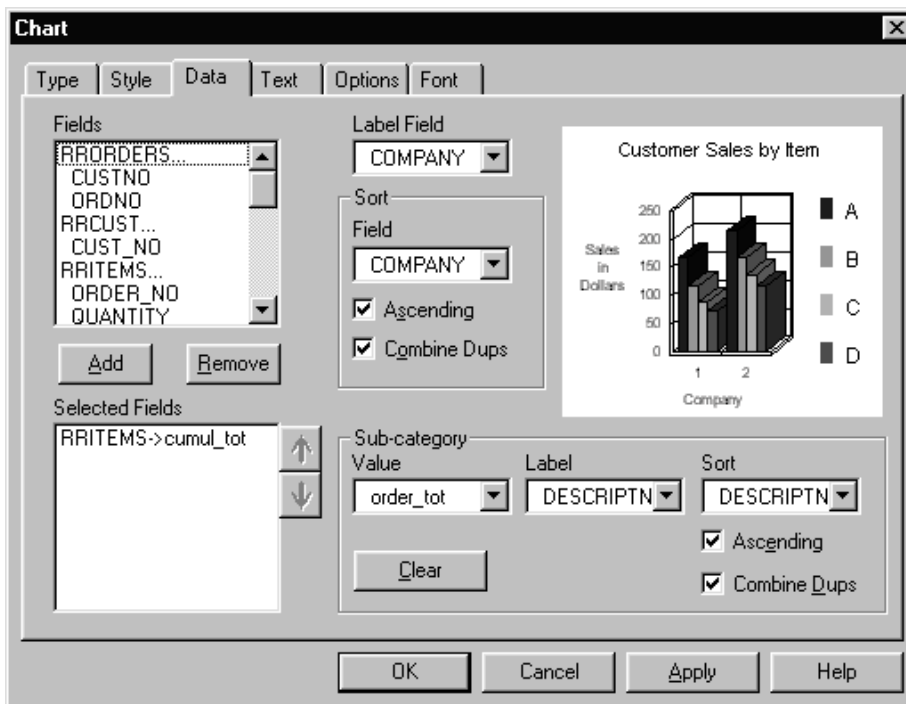 Chart
Type Style Data Text Options Font
Fields
RRORDERS...
CUSTNO
ORDNO
RRCUST...
CUST_NO
RRITEMS...
ORDER_NO
QUANTITY
Add Remove
Selected Fields
RRITEMS->cumul_tot
Label Field
COMPANY
Sort
Field
COMPANY
Ascending
Combine Dups
Customer Sales by Item
250
200
150
100
50
0
Sales
in
Dollars
1 2
Company
A
B
C
D
Sub-category
Value Label Sort
order_tot DESCRIPTN DESCRIPTN
Ascending
Clear
Combine Dups
OK Cancel Apply Help